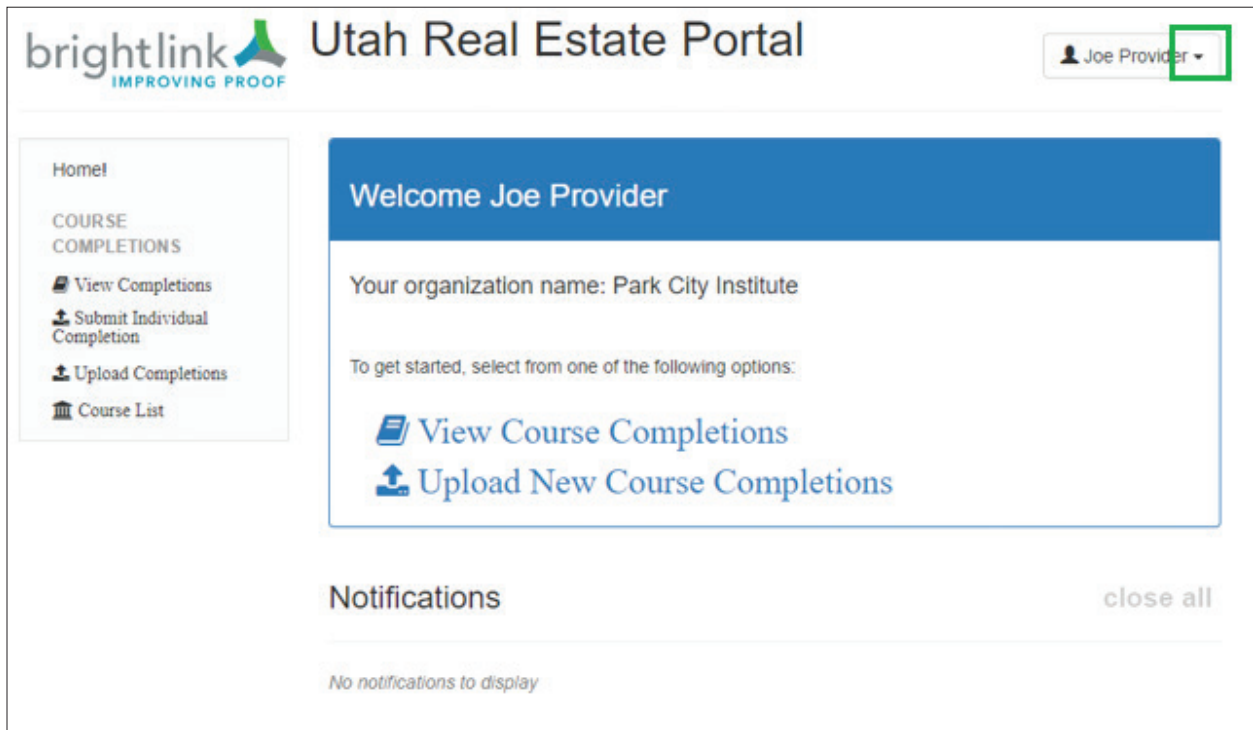 brightlink
IMPROVING PROOF
Utah Real Estate Portal
Joe Provider
Home!
COURSE
COMPLETIONS
View Completions
Submit Individual
Completion
Upload Completions
Course List
Welcome Joe Provider
Your organization name: Park City Institute
To get started, select from one of the following options:
View Course Completions
Upload New Course Completions
Notifications
close all
No notifications to display